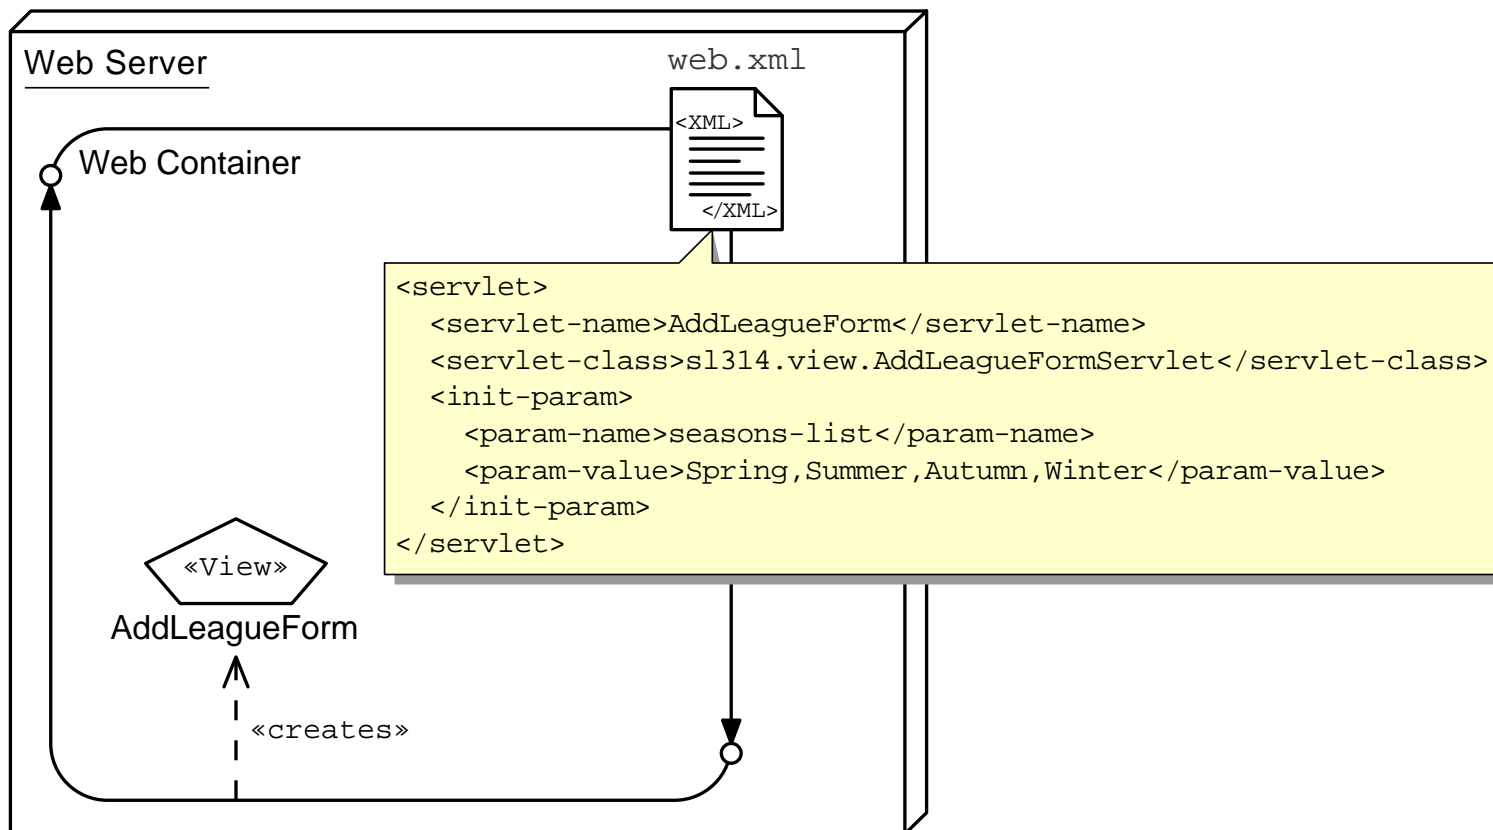 Web Server
web.xml
<XML>
Web Container
</XML>
<servlet>
<servlet-name>AddLeagueForm</servlet-name>
<servlet-class>sl314.view.AddLeagueFormServlet</servlet-class>
<init-param>
<param-name>seasons-list</param-name>
<param-value>Spring,Summer,Autumn,Winter</param-value>
</init-param>
</servlet>
«View»
AddLeagueForm
«creates»